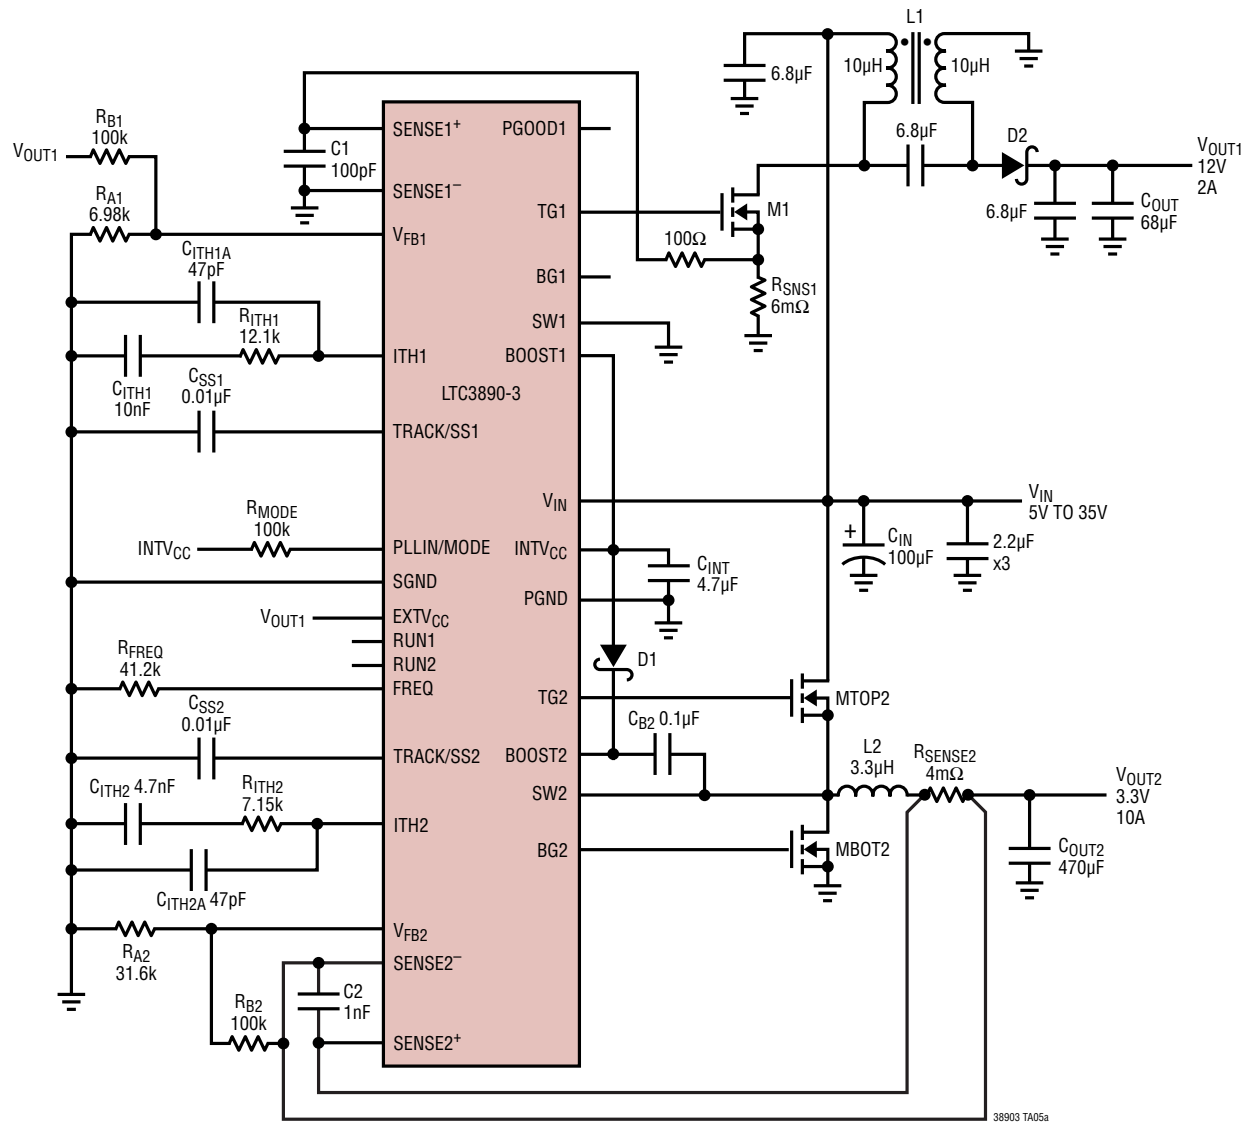 L1
10µH
10µH
6.8µF
RB1
100k
VOUT1
SENSE1+
PGOOD1
C1
100pF
6.8µF
D2
VOUT1
12V
2A
SENSE1–
RA1
6.98k
TG1
M1
6.8µF
COUT
68µF
VFB1
CITH1A
47pF
100Ω
BG1
RSNS1
6mΩ
RITH1
12.1k
SW1
ITH1
BOOST1
CITH1
10nF
CSS1
0.01µF
LTC3890-3
TRACK/SS1
VIN
VIN
5V TO 35V
RMODE
100k
INTVCC
PLLIN/MODE
INTVCC
CINT
4.7µF
+
CIN
100µF
2.2µF
x3
SGND
PGND
VOUT1
EXTVCC
RUN1
RUN2
D1
RFREQ
41.2k
FREQ
TG2
MTOP2
CSS2
0.01µF
CB2 0.1µF
TRACK/SS2
BOOST2
L2
3.3µH
RSENSE2
4mΩ
VOUT2
3.3V
10A
CITH2 4.7nF
RITH2
7.15k
SW2
ITH2
BG2
MBOT2
COUT2
470µF
CITH2A 47pF
VFB2
RA2
31.6k
SENSE2–
C2
1nF
RB2
100k
SENSE2+
38903 TA05a